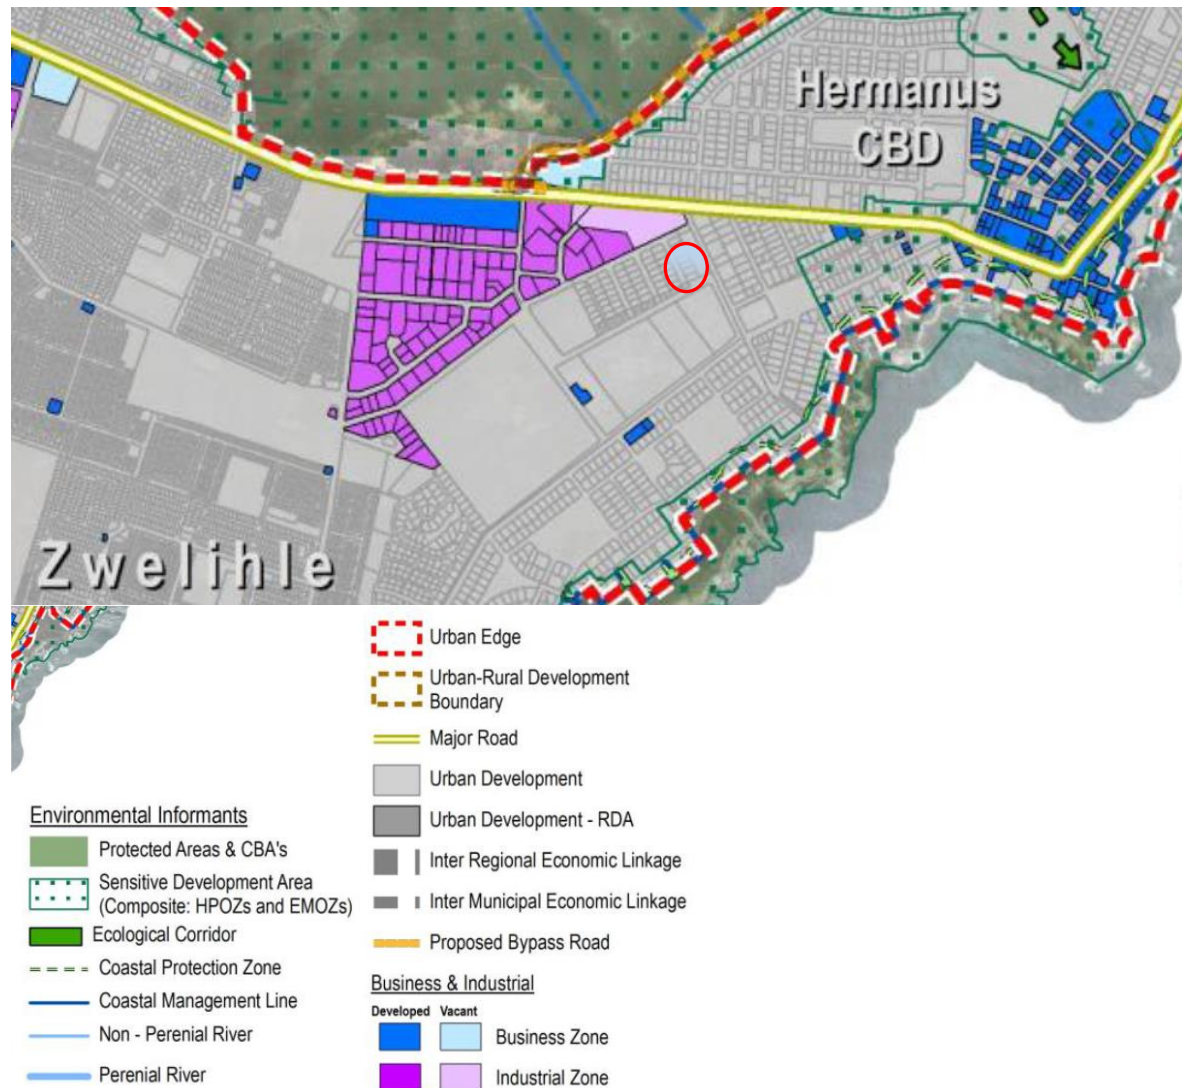 Hermanus
CBD
Zwelihle
Urban Edge
Urban-Rural Development
Boundary
Major Road
Urban Development
Urban Development - RDA
Inter Regional Economic Linkage
Inter Municipal Economic Linkage
Proposed Bypass Road
Environmental Informants
Protected Areas & CBA's
Sensitive Development Area
(Composite: HPOZs and EMOZs)
Ecological Corridor
Coastal Protection Zone
Coastal Management Line
Non - Perenial River
Perenial River
Business & Industrial
Developed Vacant
Business Zone
Industrial Zone